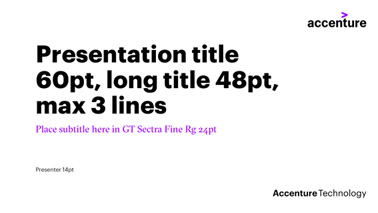 accenture
Presentation title
60pt, long title 48pt,
max 3 lines
Place subtitle here in GT Sectra Fine Rg 24pt
Presenter 14pt
Accenture Technology